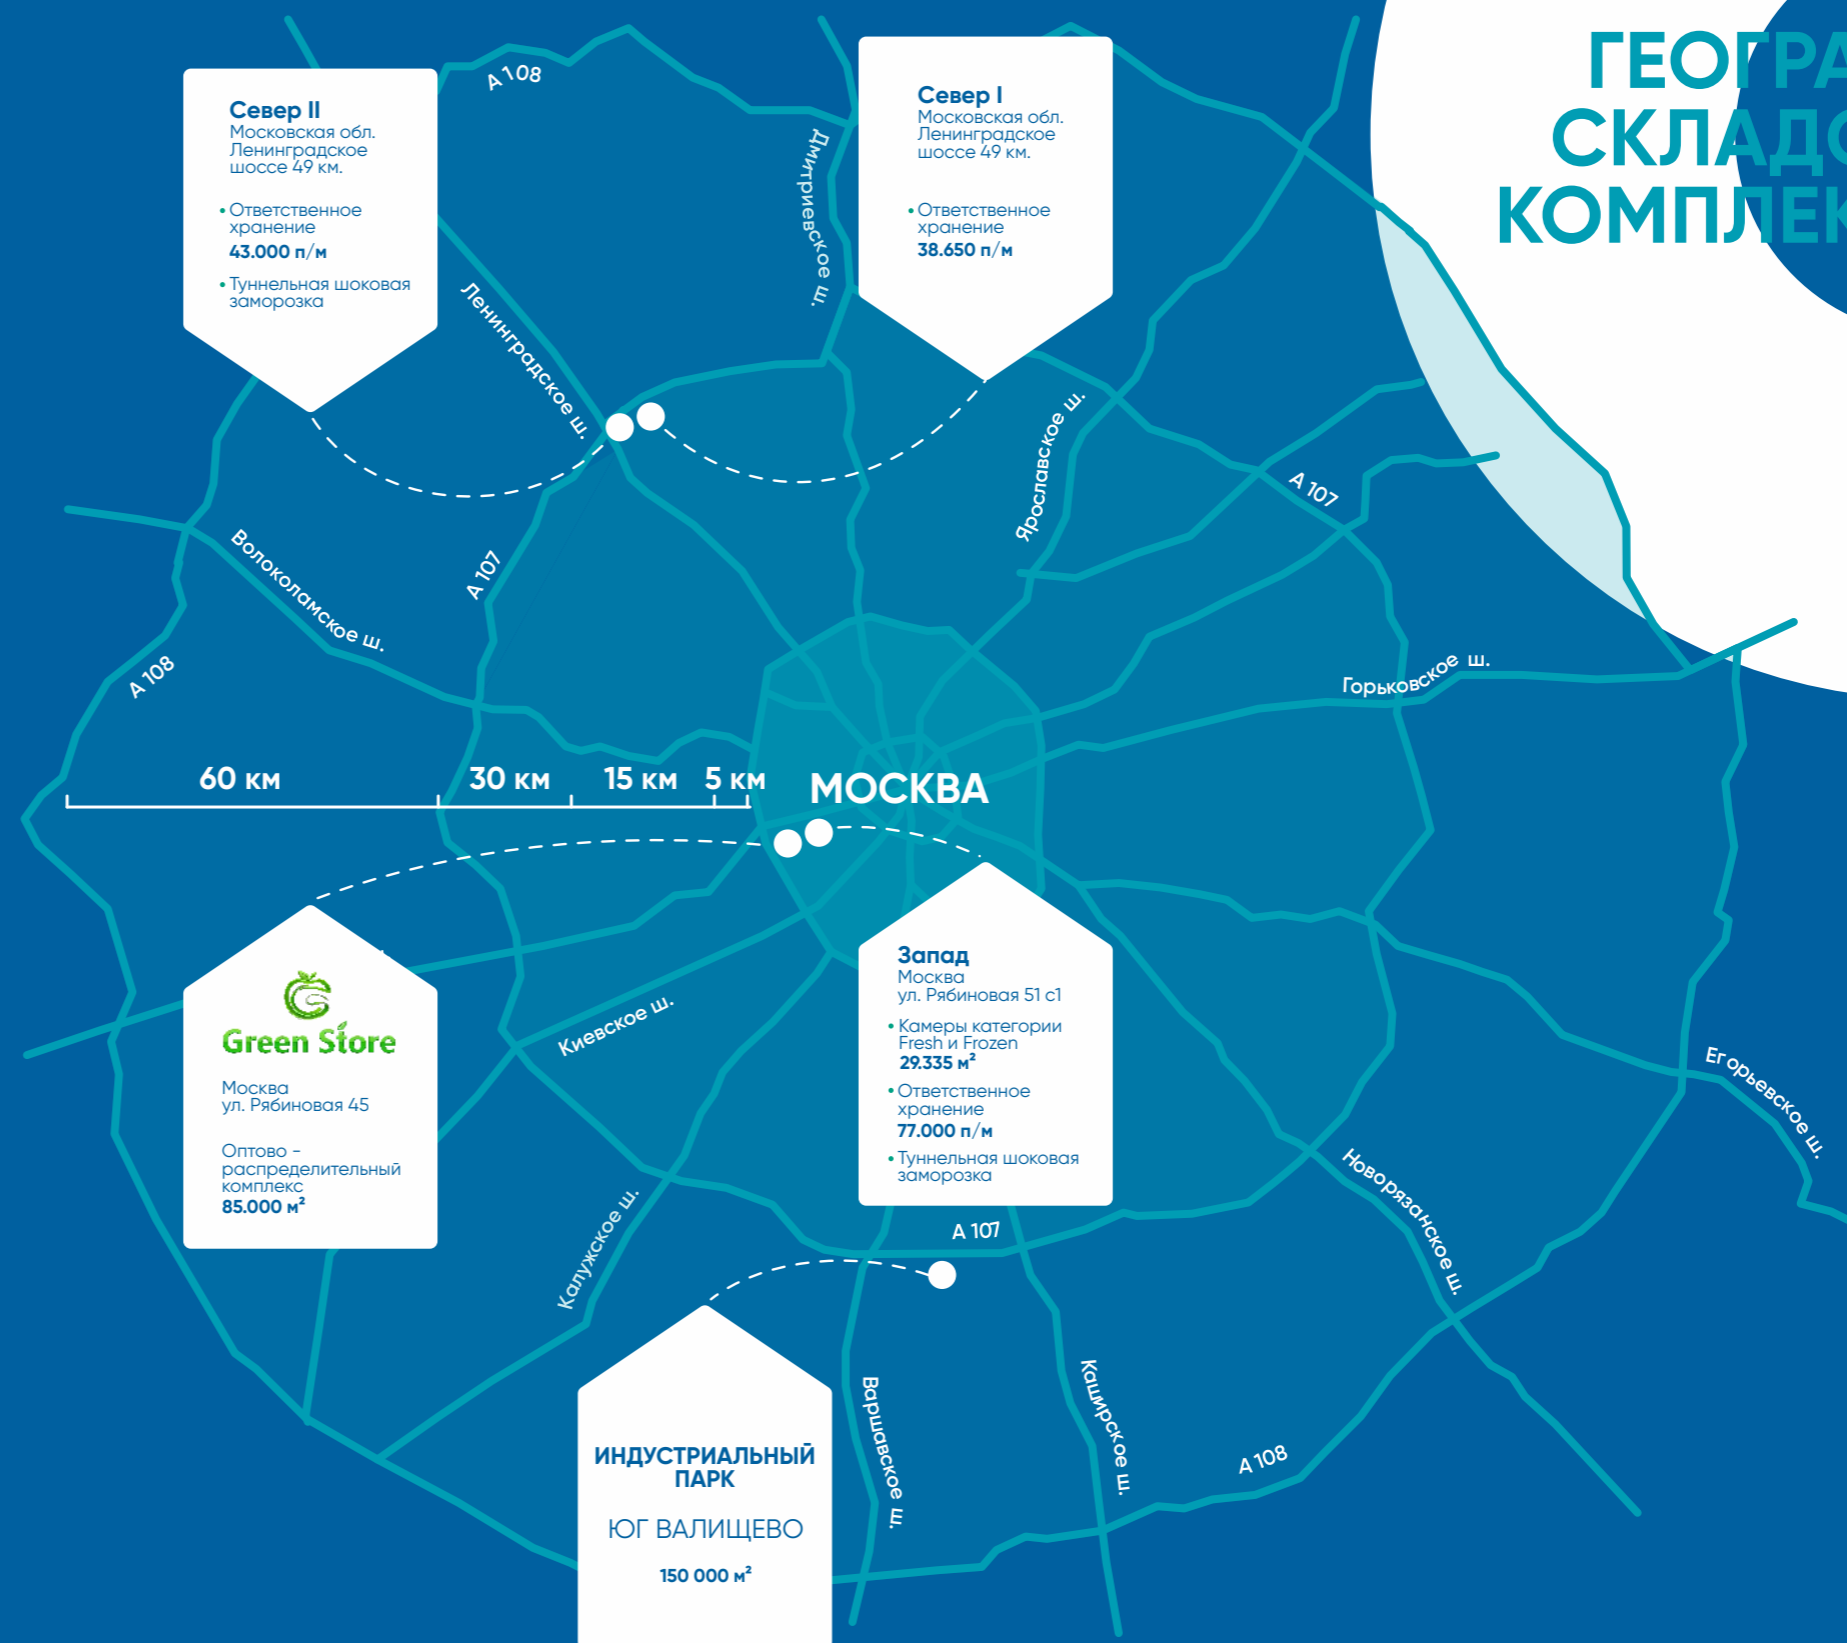 ГЕОГРА
СКЛАДО
КОМПЛЕК
А 108
Север II
Московская обл.
Ленинградское
шоссе 49 км.
• Ответственное
хранение
43.000 п/м
• Туннельная шоковая
заморозка
Север I
Московская обл.
Ленинградское
шоссе 49 км.
• Ответственное
хранение
38.650 п/м
Дмитриевское ш.
Ленинградское ш.
Ярославское ш.
А 107
А 107
Волоколамское ш.
А 108
Горьковское ш.
60 км
30 км
15 км
5 км
МОСКВА
Green Store
Москва
ул. Рябиновая 45
Оптово -
распределительный
комплекс
85.000 м²
Запад
Москва
ул. Рябиновая 51 с1
• Камеры категории
Fresh и Frozen
29.335 м²
• Ответственное
хранение
77.000 п/м
• Туннельная шоковая
заморозка
Киевское ш.
Егорьевское ш.
Новорязанское ш.
Калужское ш.
А 107
Варшавское ш.
Каширское ш.
А 108
ИНДУСТРИАЛЬНЫЙ
ПАРК
ЮГ ВАЛИЩЕВО
150 000 м²